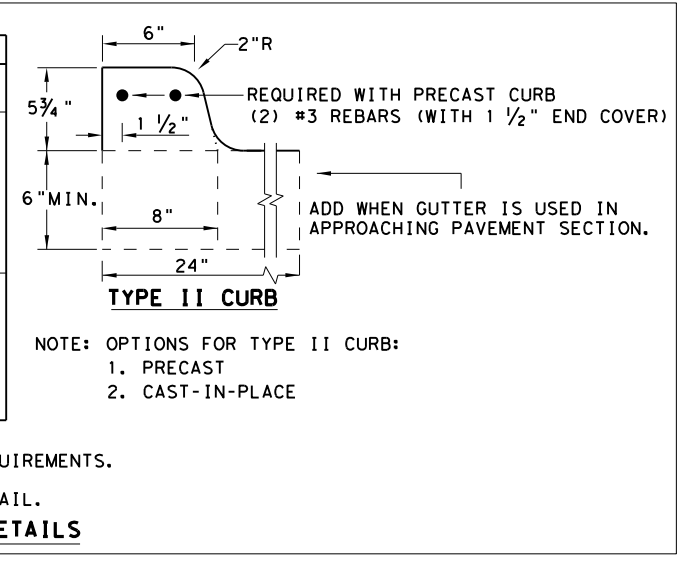 6"
2"R
5¾"
REQUIRED WITH PRECAST CURB
(2) #3 REBARS (WITH 1 ½" END COVER)
1 ½"
6"MIN.
8"
ADD WHEN GUTTER IS USED IN
APPROACHING PAVEMENT SECTION.
24"
TYPE II CURB
NOTE: OPTIONS FOR TYPE II CURB:
1. PRECAST
2. CAST-IN-PLACE
UIREMENTS.
AIL.
ETAILS